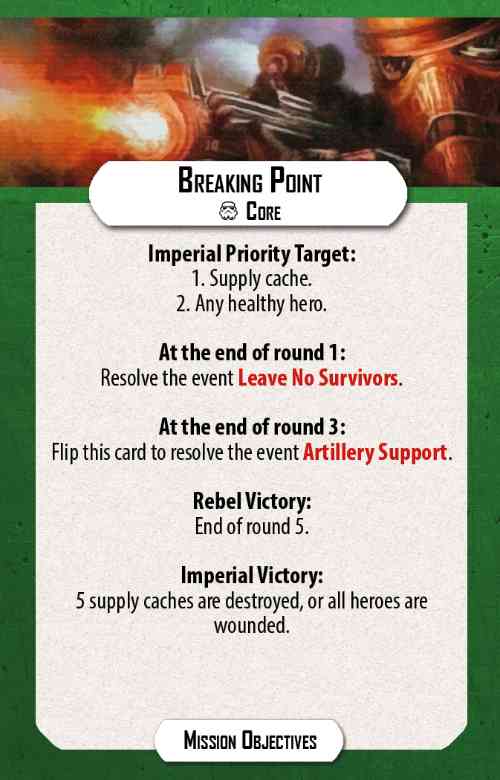 Breaking Point
Core
Imperial Priority Target:
1. Supply cache.
2. Any healthy hero.
At the end of round 1:
Resolve the event Leave No Survivors.
At the end of round 3:
Flip this card to resolve the event Artillery Support.
Rebel Victory:
End of round 5.
Imperial Victory:
5 supply caches are destroyed, or all heroes are
wounded.
Mission Objectives